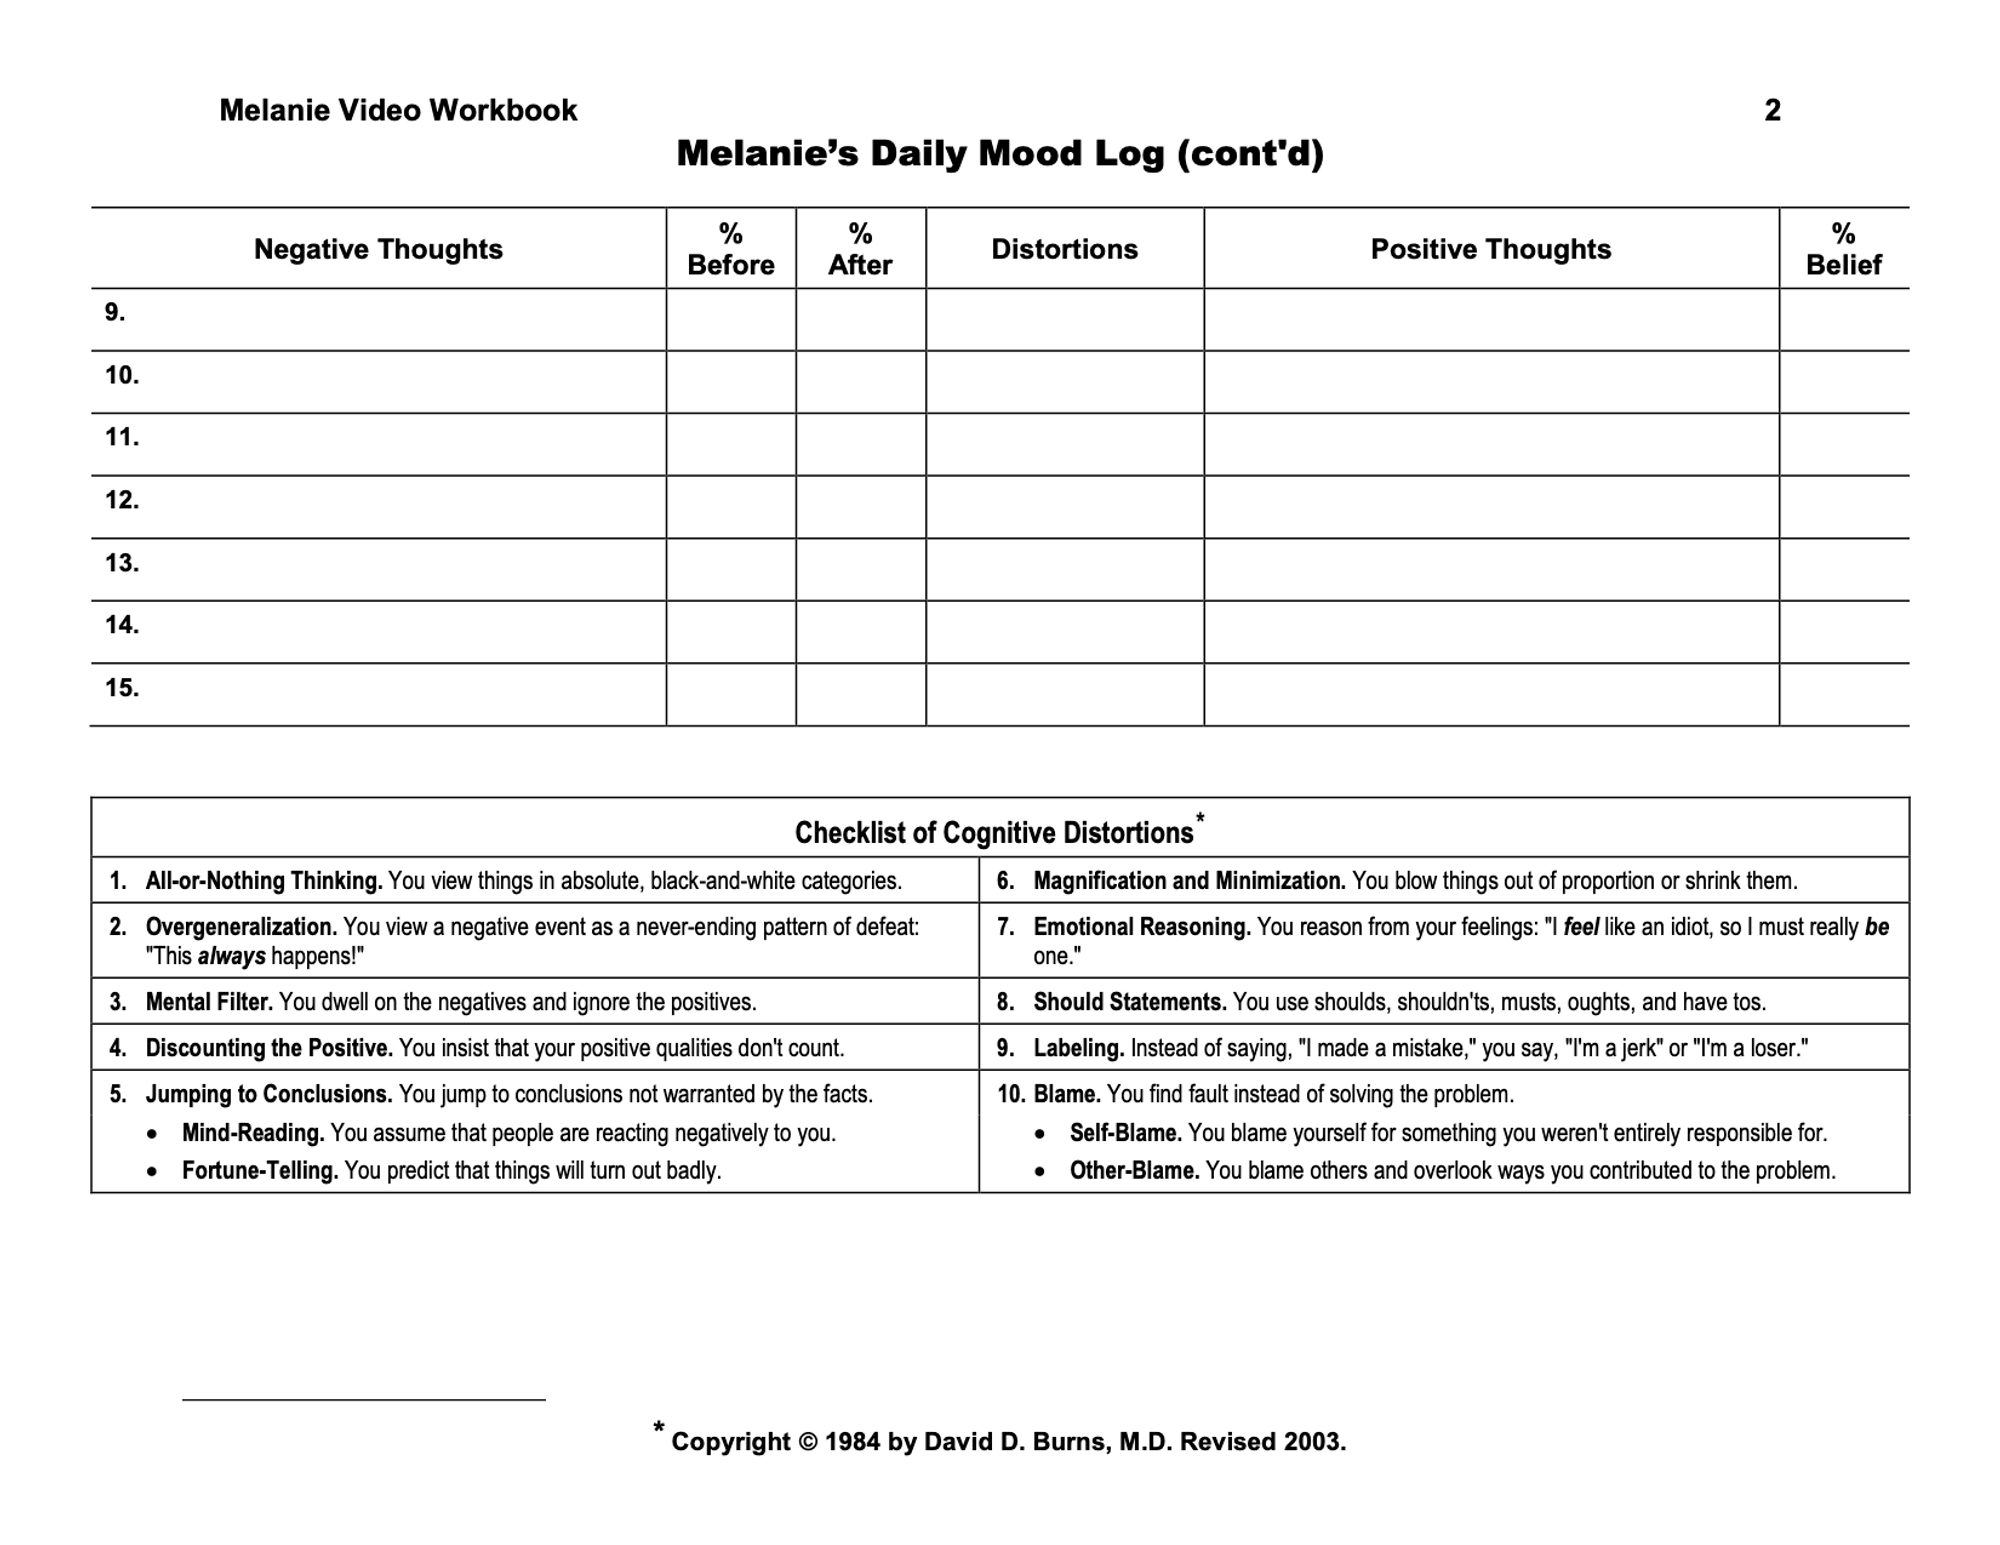 Melanie Video Workbook 2
Melanie’s Daily Mood Log (cont'd)
Negative Thoughts % Before % After Distortions Positive Thoughts % Belief
9.
10.
11.
12.
13.
14.
15.
Checklist of Cognitive Distortions*
1. All-or-Nothing Thinking. You view things in absolute, black-and-white categories.
2. Overgeneralization. You view a negative event as a never-ending pattern of defeat:
"This always happens!"
3. Mental Filter. You dwell on the negatives and ignore the positives.
4. Discounting the Positive. You insist that your positive qualities don't count.
5. Jumping to Conclusions. You jump to conclusions not warranted by the facts.
• Mind-Reading. You assume that people are reacting negatively to you.
• Fortune-Telling. You predict that things will turn out badly.
6. Magnification and Minimization. You blow things out of proportion or shrink them.
7. Emotional Reasoning. You reason from your feelings: "I feel like an idiot, so I must really be
one."
8. Should Statements. You use shoulds, shouldn'ts, musts, oughts, and have tos.
9. Labeling. Instead of saying, "I made a mistake," you say, "I'm a jerk" or "I'm a loser."
10. Blame. You find fault instead of solving the problem.
• Self-Blame. You blame yourself for something you weren't entirely responsible for.
• Other-Blame. You blame others and overlook ways you contributed to the problem.
* Copyright © 1984 by David D. Burns, M.D. Revised 2003.